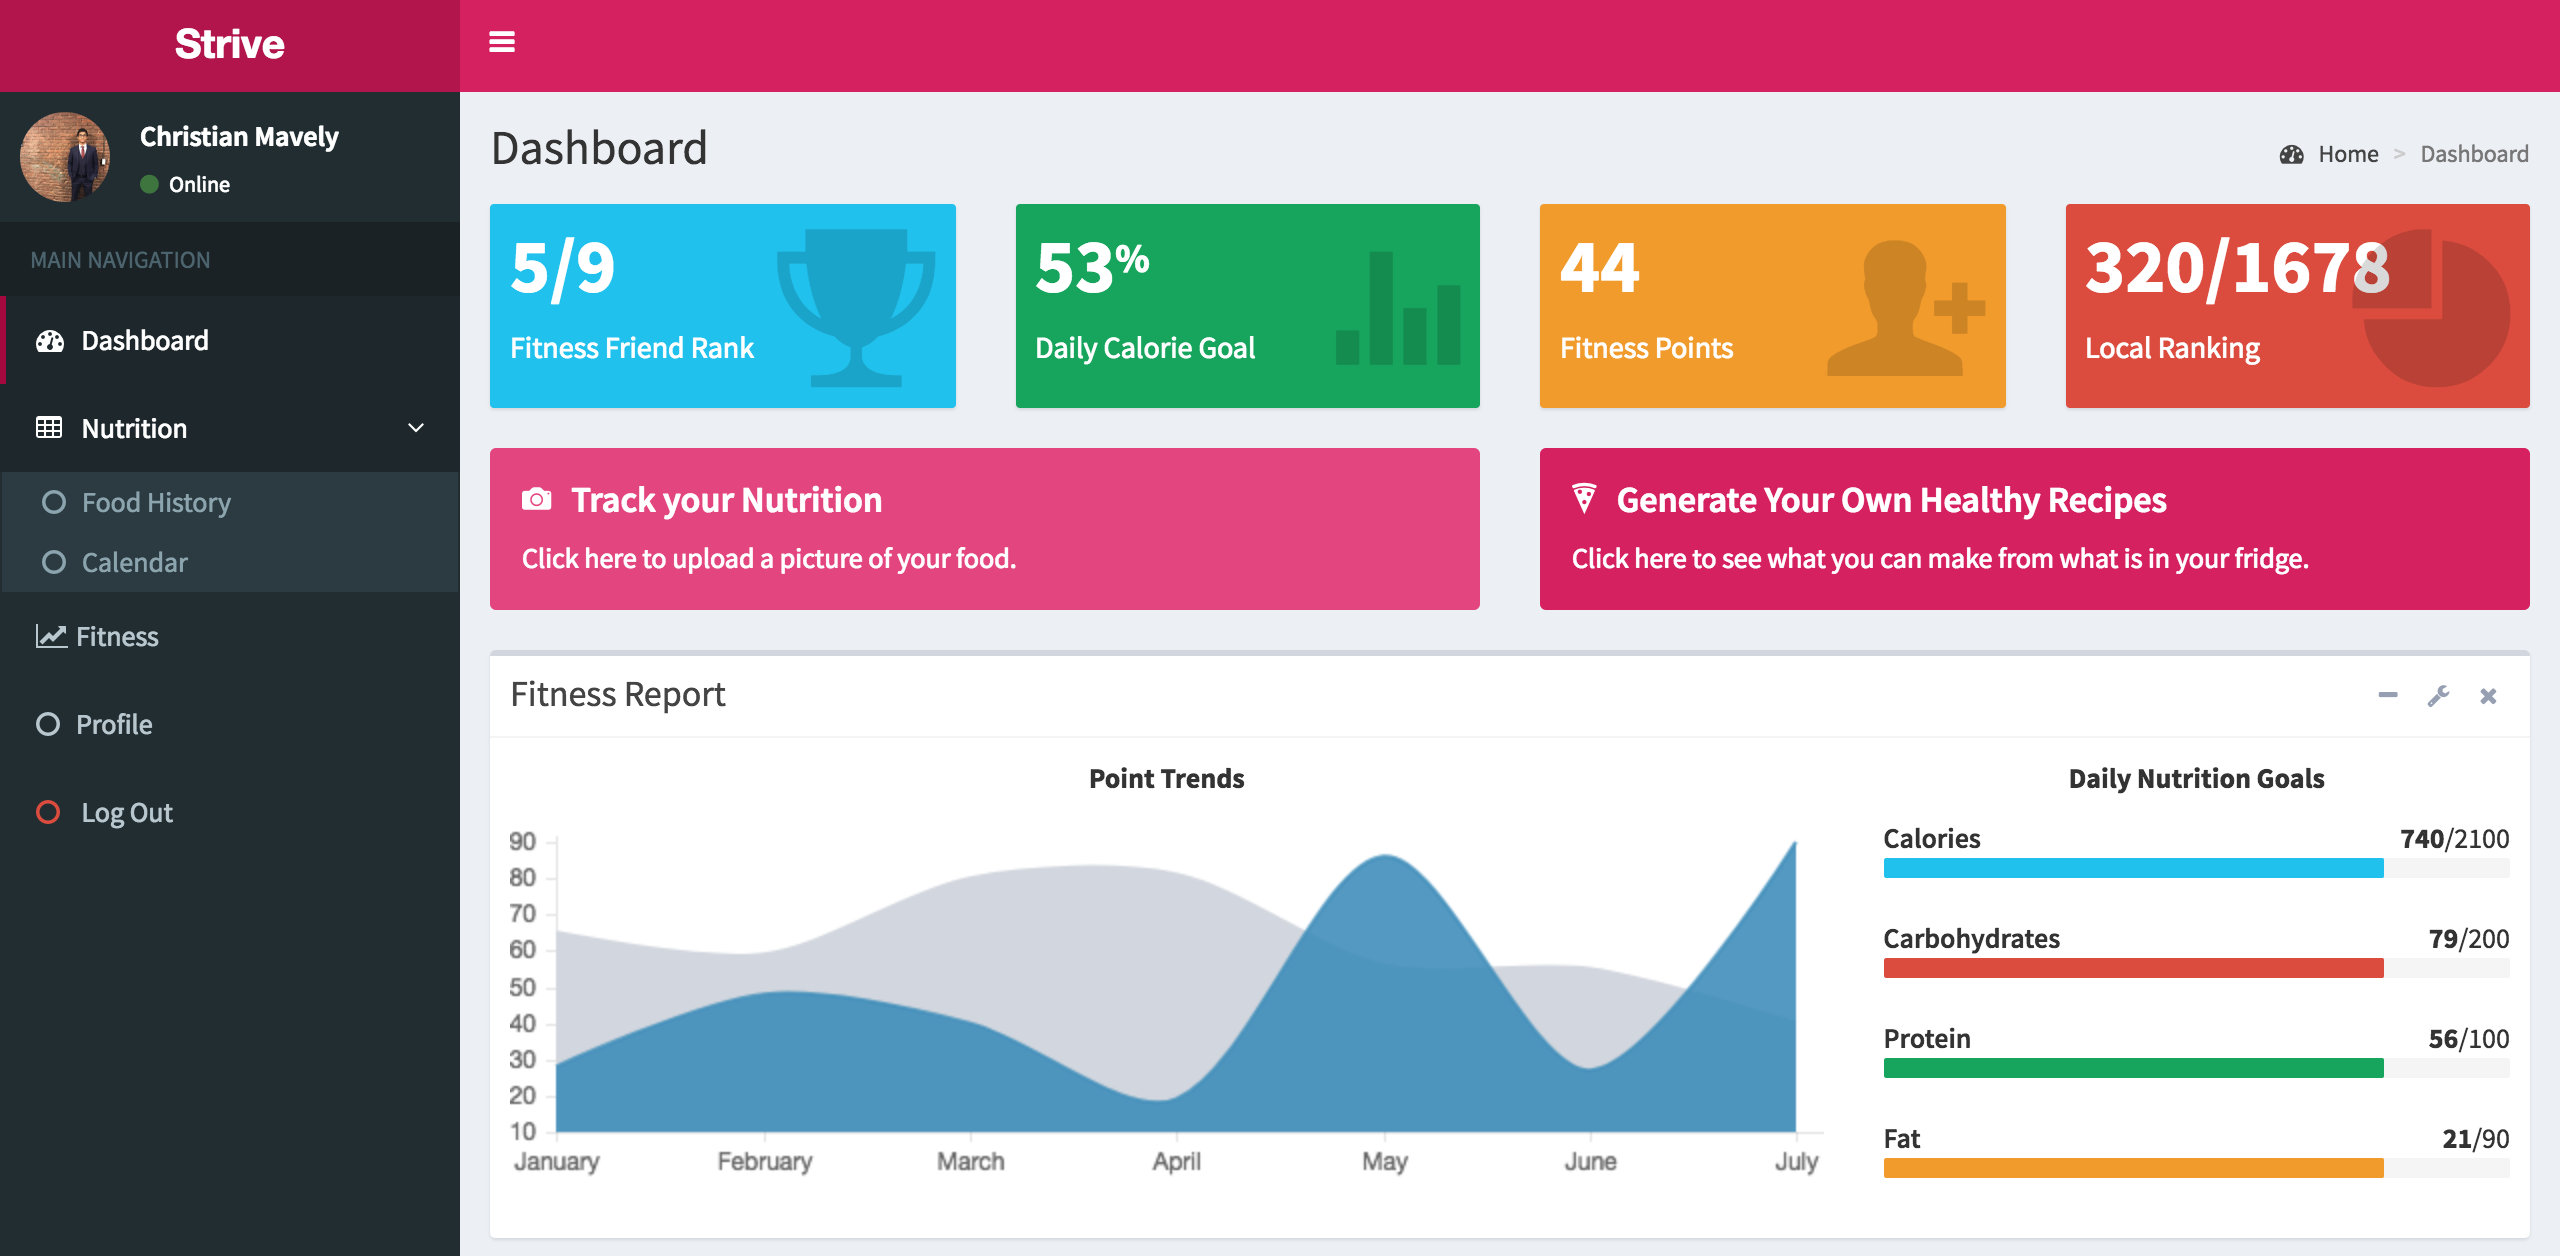 Strive
Christian Mavely
Online
MAIN NAVIGATION
Dashboard
Nutrition
Food History
Calendar
Fitness
Profile
Log Out
Dashboard
Home > Dashboard
5/9
Fitness Friend Rank
53%
Daily Calorie Goal
44
Fitness Points
320/1678
Local Ranking
Track your Nutrition
Click here to upload a picture of your food.
Generate Your Own Healthy Recipes
Click here to see what you can make from what is in your fridge.
Fitness Report
Point Trends
90
80
70
60
50
40
30
20
10
January February March April May June July
Daily Nutrition Goals
Calories 740/2100
Carbohydrates 79/200
Protein 56/100
Fat 21/90